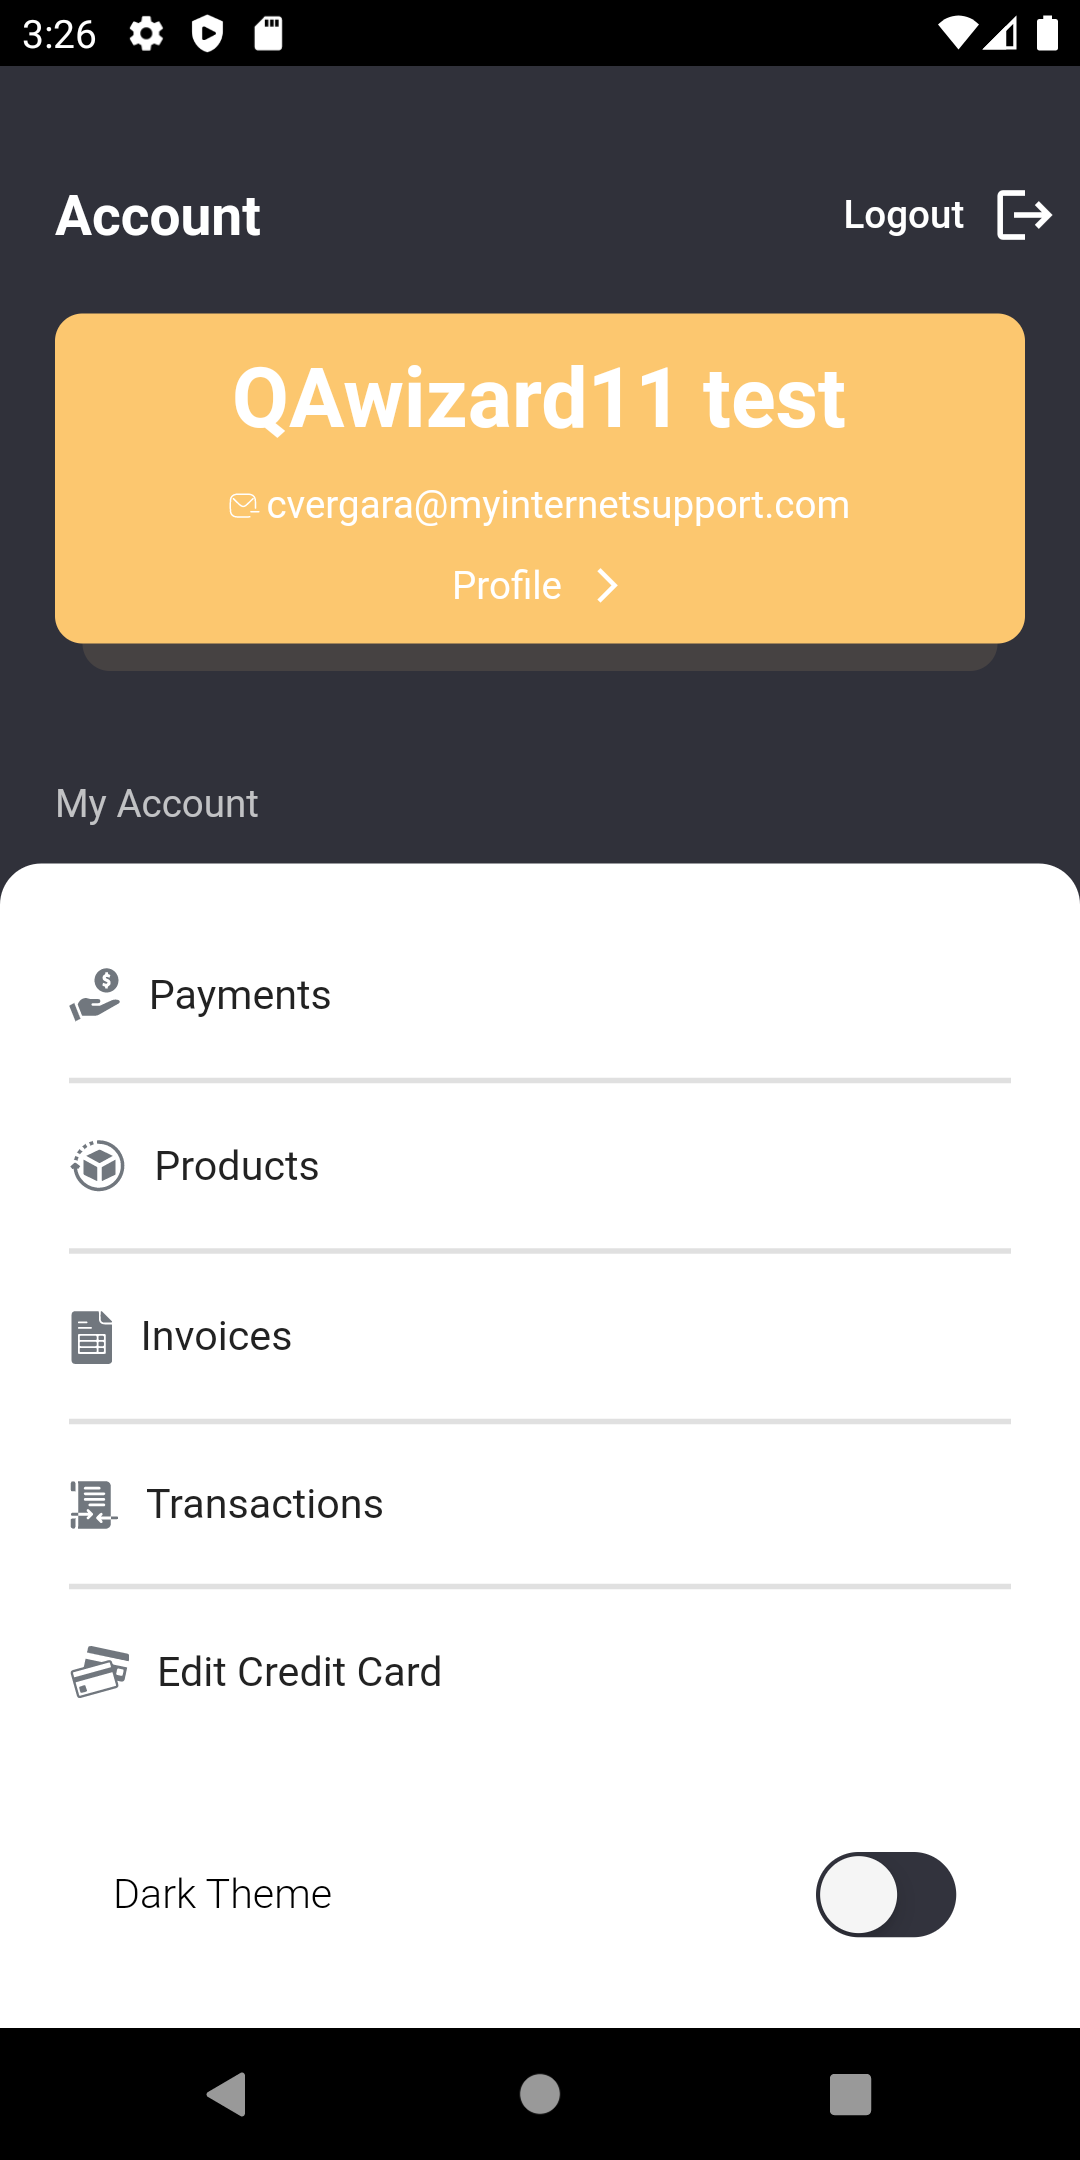 3:26
Account
Logout
QAwizard11 test
cvergara@myinternetsupport.com
Profile
My Account
Payments
Products
Invoices
Transactions
Edit Credit Card
Dark Theme